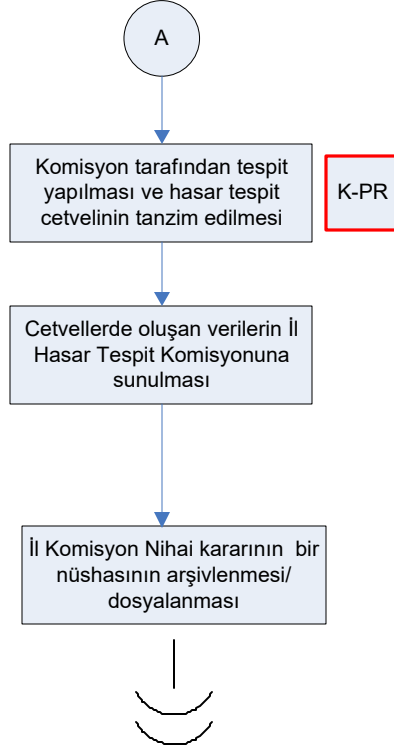 A
Komisyon tarafından tespit
yapılması ve hasar tespit
cetvelinin tanzim edilmesi
K-PR
Cetvellerde oluşan verilerin İl
Hasar Tespit Komisyonuna
sunulması
İl Komisyon Nihai kararının bir
nüshasının arşivlenmesi/
dosyalanması